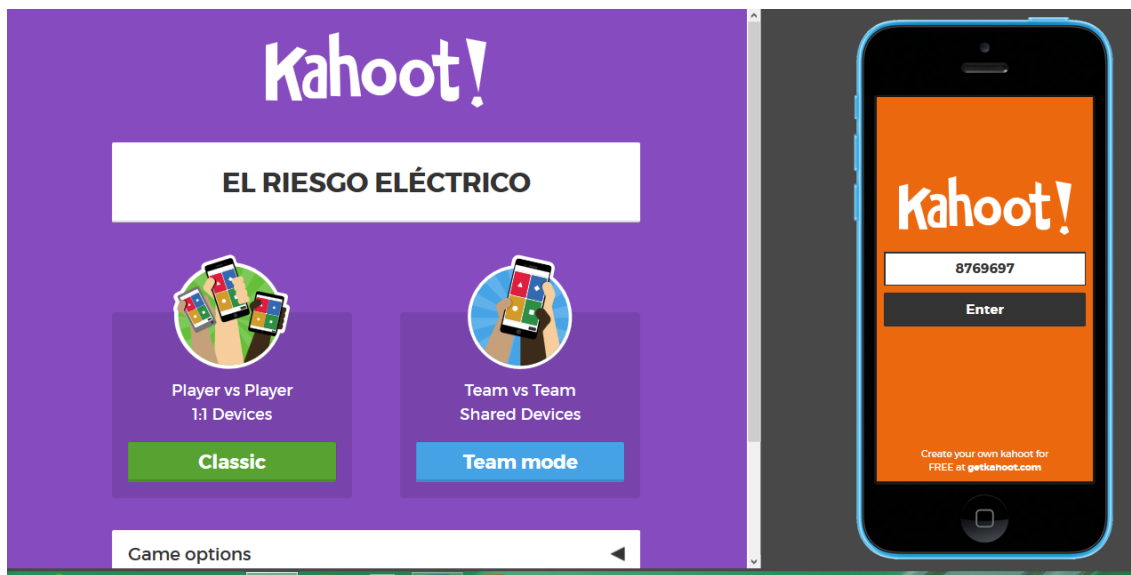 Kahoot!
EL RIESGO ELÉCTRICO
Player vs Player
1:1 Devices
Classic
Team vs Team
Shared Devices
Team mode
Game options
Kahoot!
8769697
Enter
Create your own kahoot for
FREE at getkahoot.com